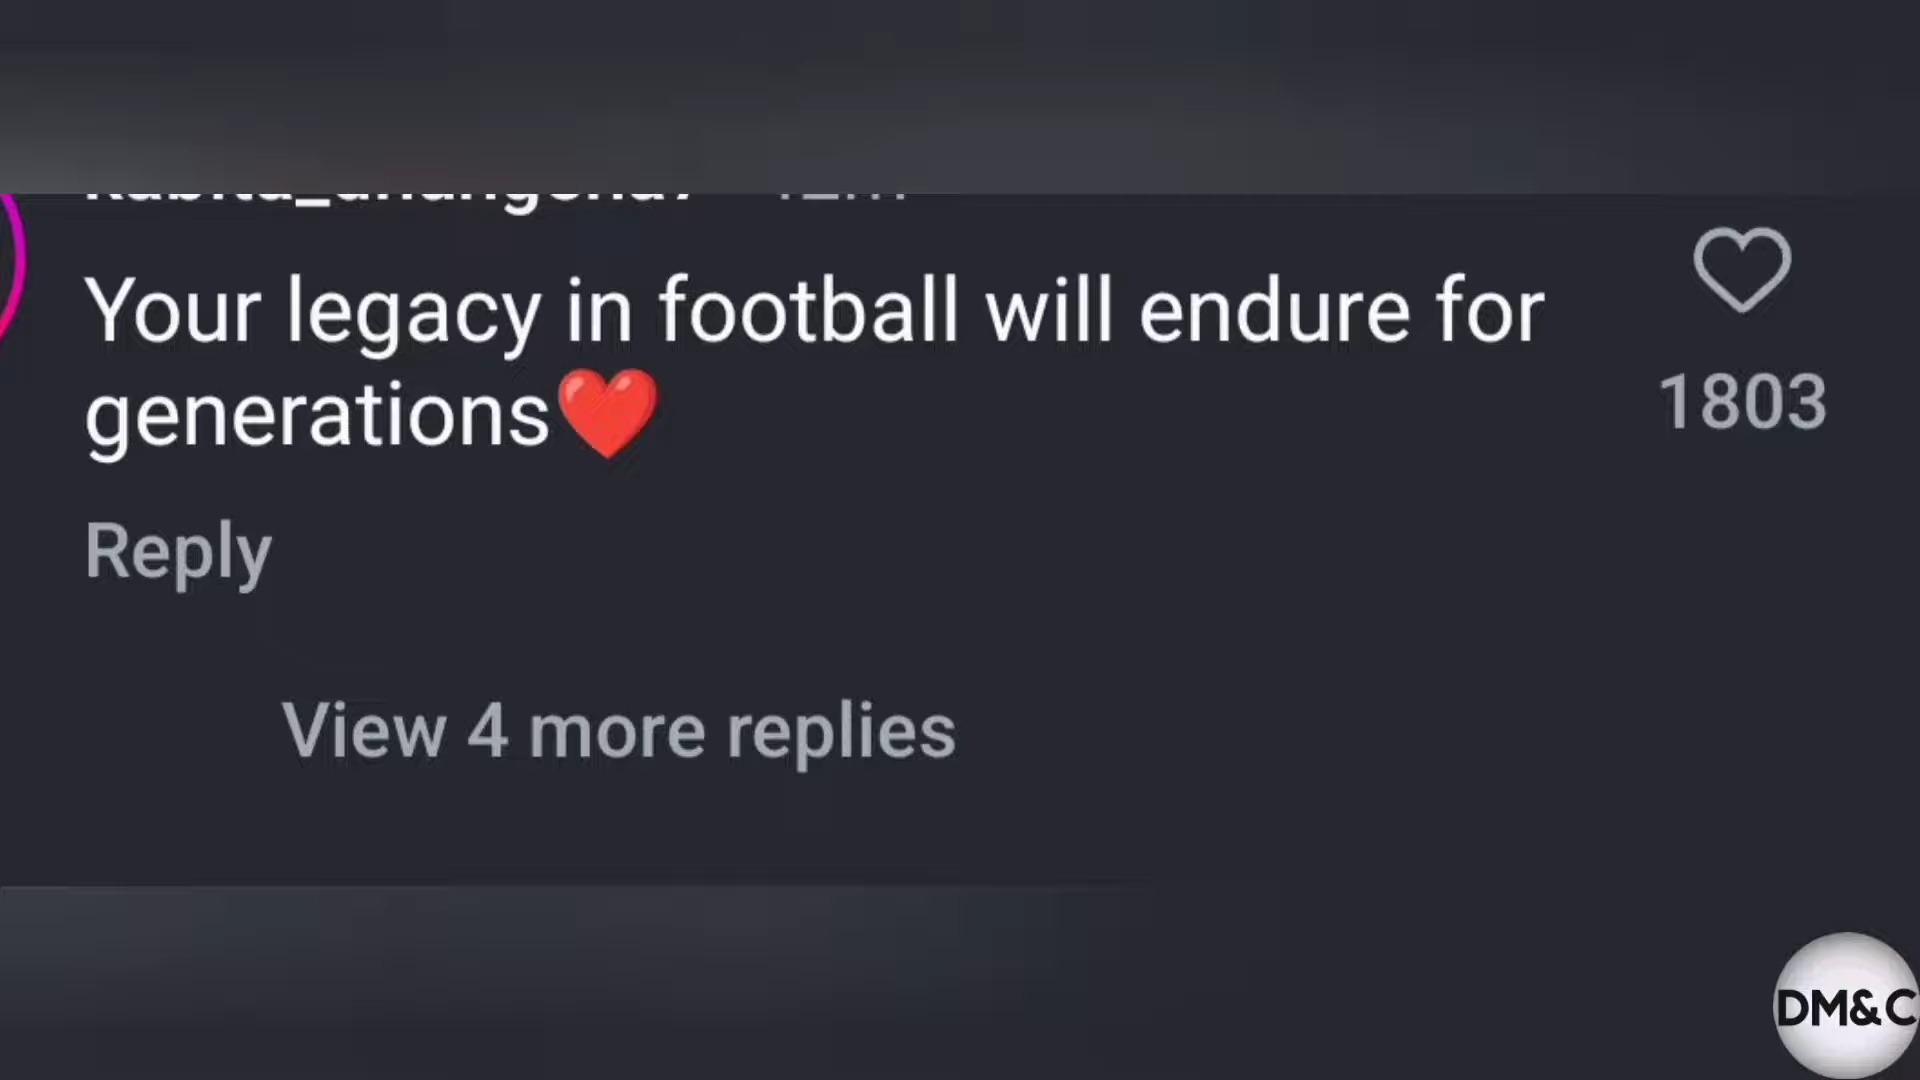 Your legacy in football will endure for
generations❤️
1803
Reply
View 4 more replies
DM&C